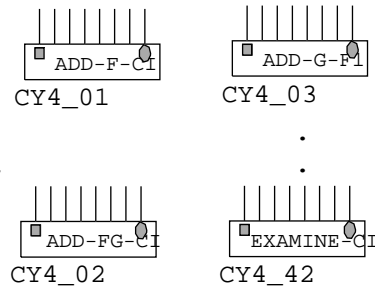 ADD-F-CI
CY4_01
ADD-G-F1
CY4_03
ADD-FG-CI
CY4_02
EXAMINE-CI
CY4_42